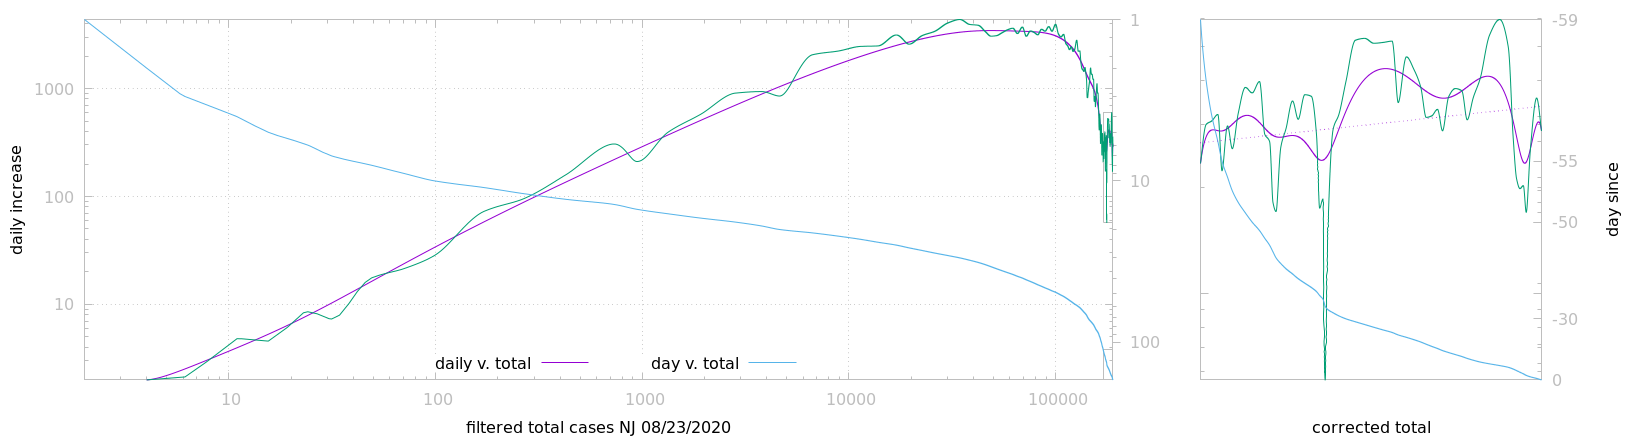 1
-59
1000
daily increase
10
-55
day since
100
-50
10
-30
daily v. total
day v. total
100
0
10
100
1000
10000
100000
filtered total cases NJ 08/23/2020
corrected total